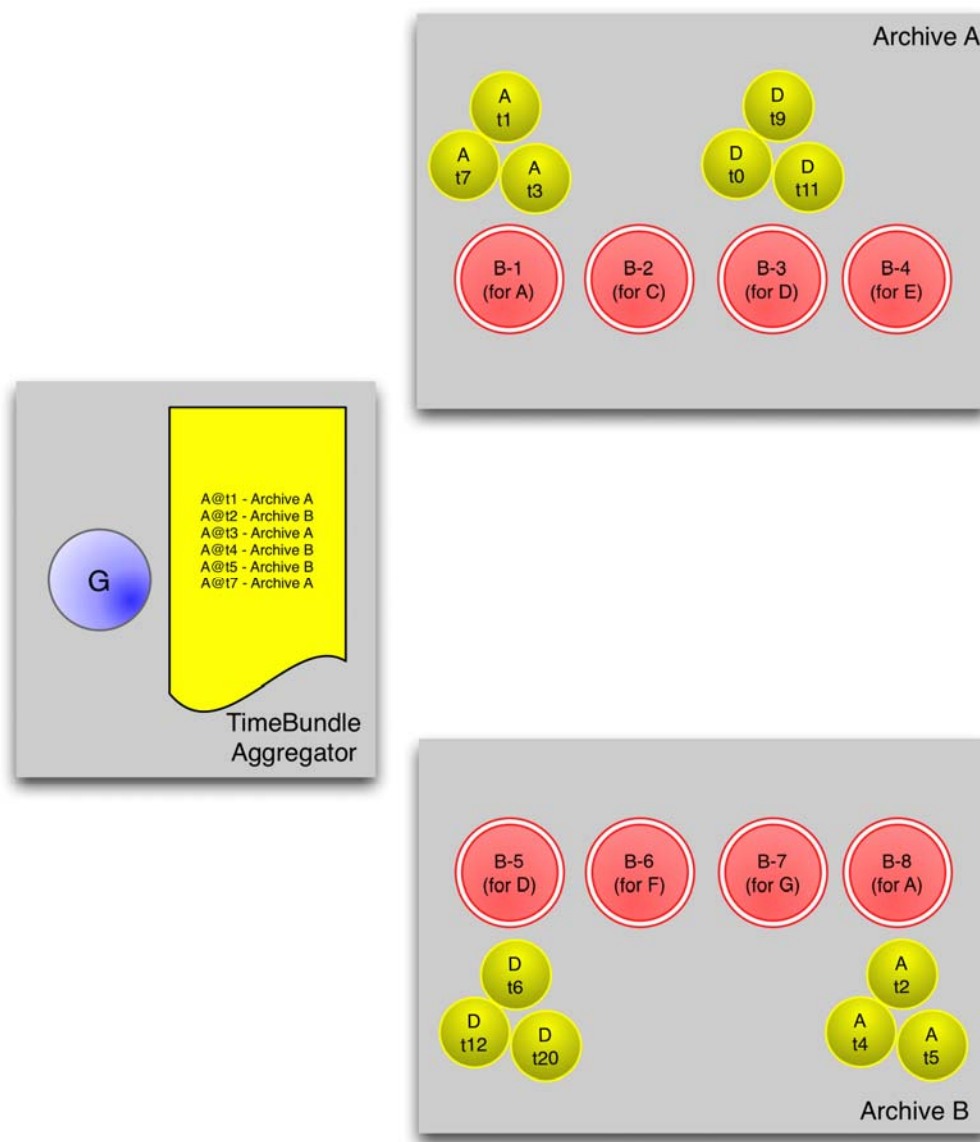 Archive A
A
t1
A
t7
A
t3
D
t9
D
t0
D
t11
B-1
(for A)
B-2
(for C)
B-3
(for D)
B-4
(for E)
G
A@t1 - Archive A
A@t2 - Archive B
A@t3 - Archive A
A@t4 - Archive B
A@t5 - Archive B
A@t7 - Archive A
TimeBundle
Aggregator
B-5
(for D)
B-6
(for F)
B-7
(for G)
B-8
(for A)
D
t6
D
t12
D
t20
A
t2
A
t4
A
t5
Archive B